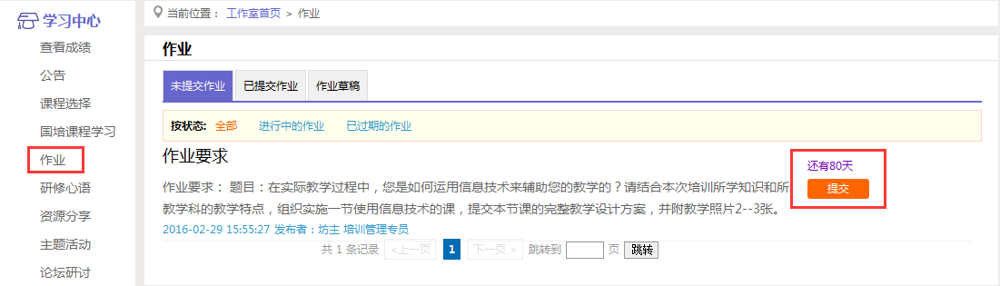 学习中心
查看成绩
公告
课程选择
国培课程学习
作业
研修心语
资源分享
主题活动
论坛研讨
当前位置： 工作室首页 > 作业
作业
未提交作业 已提交作业 作业草稿
按状态: 全部 进行中的作业 已过期的作业
作业要求
作业要求： 题目：在实际教学过程中，您是如何运用信息技术来辅助您的教学的？请结合本次培训所学知识和所
教学科的教学特点，组织实施一节使用信息技术的课，提交本节课的完整教学设计方案，并附教学照片2--3张。
还有80天
提交
2016-02-29 15:55:27 发布者：坊主 培训管理专员
共 1 条记录 <上一页 1 下一页 > 跳转到 页 跳转